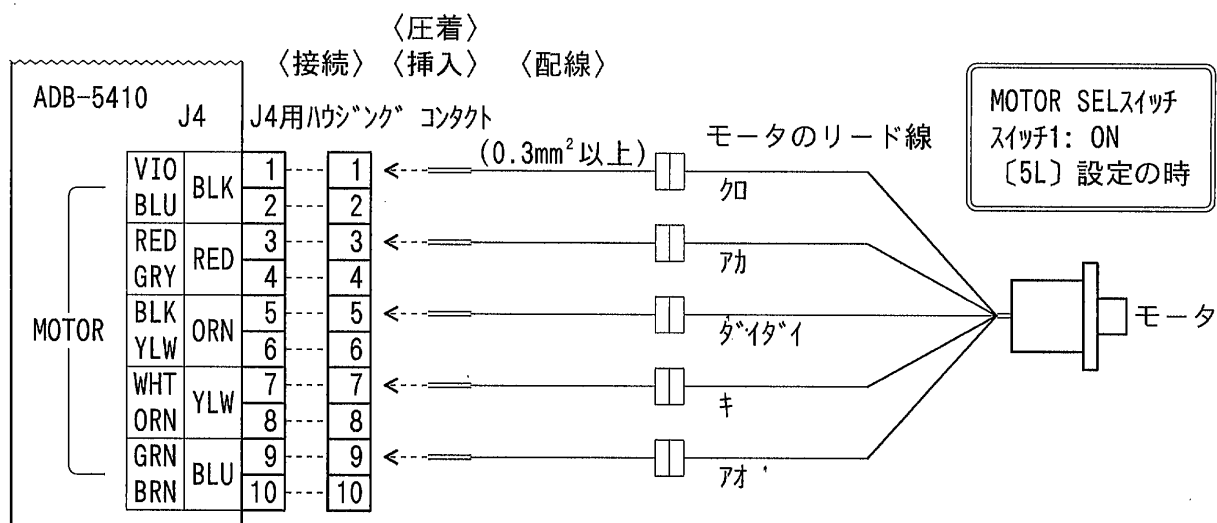 〈圧着〉
〈接続〉 〈挿入〉 〈配線〉
ADB-5410
J4 J4用ハウジング コンタクト
MOTOR SELスイッチ
スイッチ1: ON
〔5L〕設定の時
モータのリード線
(0.3mm²以上)
VIO BLK 1 1
BLU 2 2
クロ
RED RED 3 3
GRY 4 4
アカ
BLK ORN 5 5
YLW 6 6
ダイダイ
MOTOR
モータ
WHT YLW 7 7
ORN 8 8
キ
GRN BLU 9 9
BRN 10 10
アオ